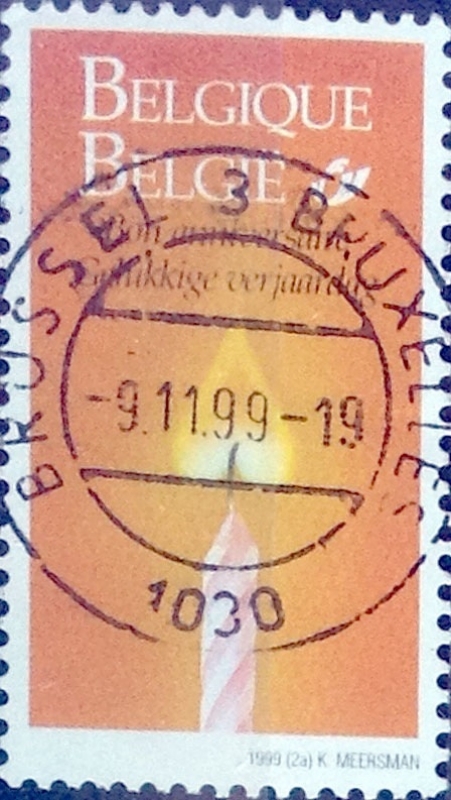 BELGIQUE
BELGIË
Bon anniversaire
Gelukkige verjaardag
BRUSSEL 3 BRUXELLES
-9.11.99-19
1030
1999 (2a) K. MEERSMAN